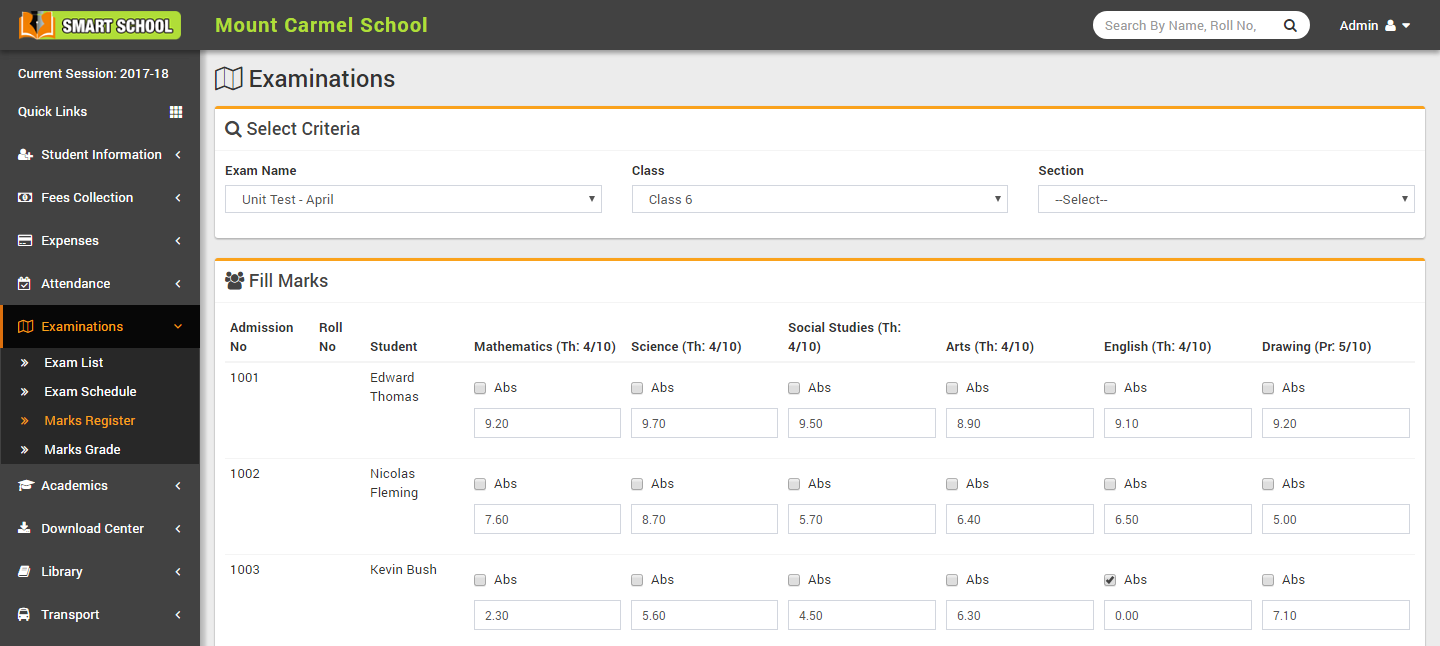 SMART SCHOOL
Mount Carmel School
Search By Name, Roll No,
Admin
Current Session: 2017-18
Quick Links
Student Information
Fees Collection
Expenses
Attendance
Examinations
Exam List
Exam Schedule
Marks Register
Marks Grade
Academics
Download Center
Library
Transport
Examinations
Select Criteria
Exam Name Class Section
Unit Test - April Class 6 --Select--
Fill Marks
Admission Roll Social Studies (Th:
No No Student Mathematics (Th: 4/10) Science (Th: 4/10) 4/10) Arts (Th: 4/10) English (Th: 4/10) Drawing (Pr: 5/10)
1001 Edward
Thomas
Abs Abs Abs Abs Abs Abs
9.20 9.70 9.50 8.90 9.10 9.20
1002 Nicolas
Fleming
Abs Abs Abs Abs Abs Abs
7.60 8.70 5.70 6.40 6.50 5.00
1003 Kevin Bush
Abs Abs Abs Abs Abs Abs
2.30 5.60 4.50 6.30 0.00 7.10